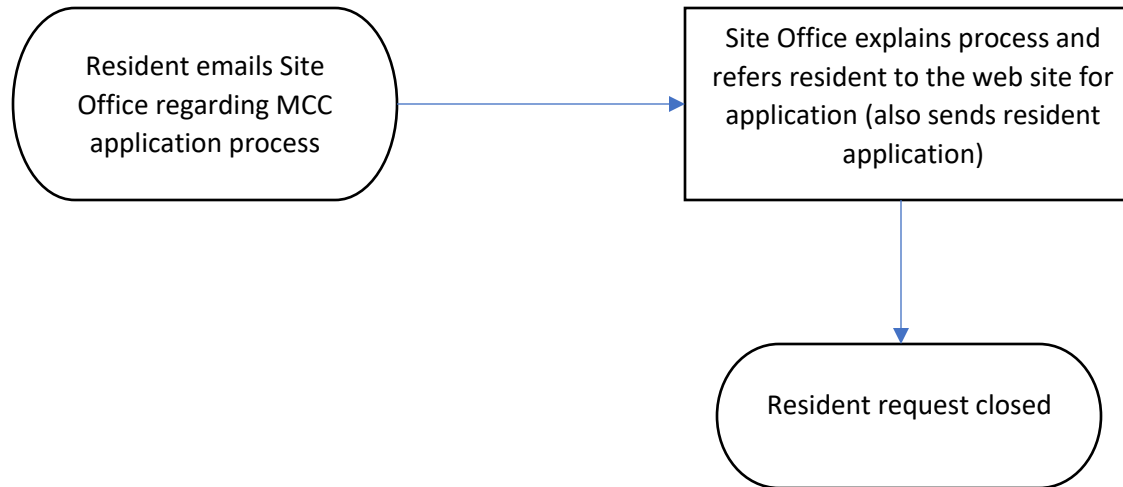 Resident emails Site
Office regarding MCC
application process
Site Office explains process and
refers resident to the web site for
application (also sends resident
application)
Resident request closed